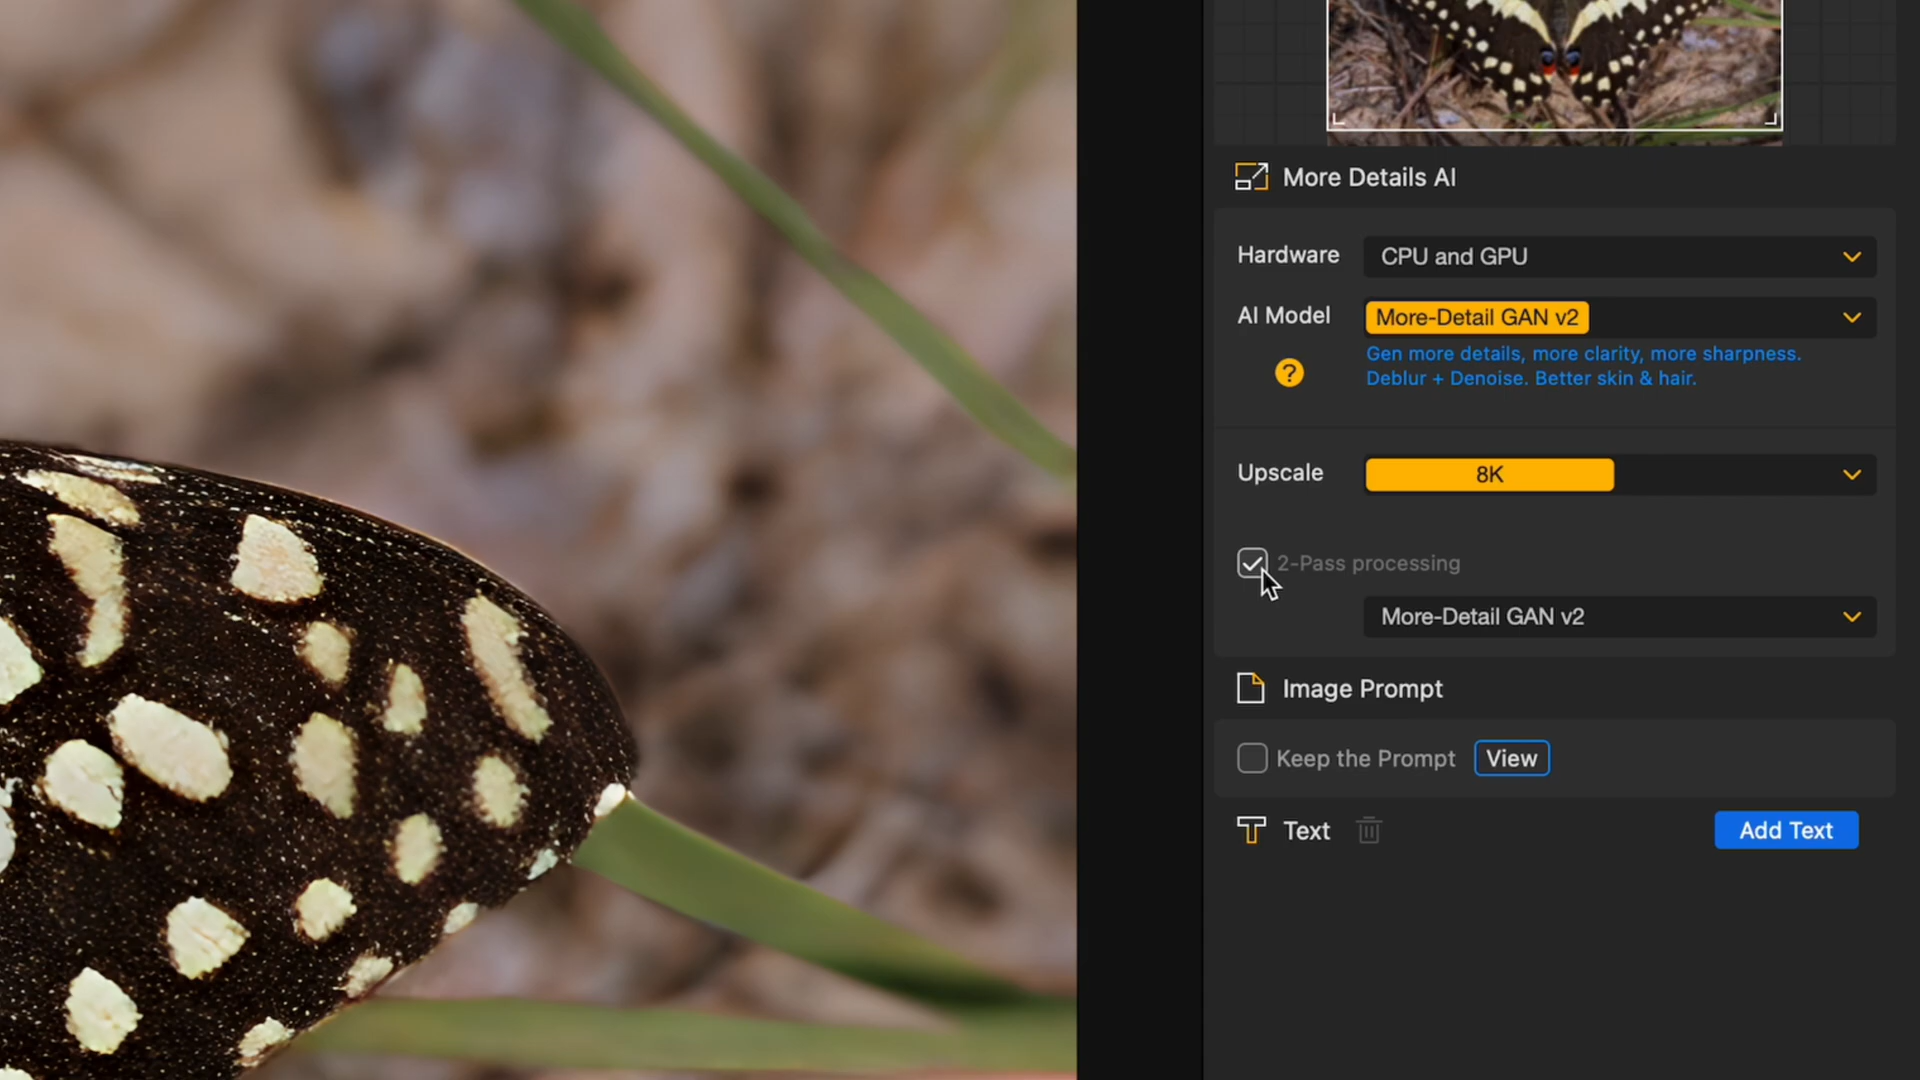 More Details AI
Hardware
CPU and GPU
AI Model
More-Detail GAN v2
?
Gen more details, more clarity, more sharpness.
Deblur + Denoise. Better skin & hair.
Upscale
8K
2-Pass processing
More-Detail GAN v2
Image Prompt
Keep the Prompt
View
Text
Add Text